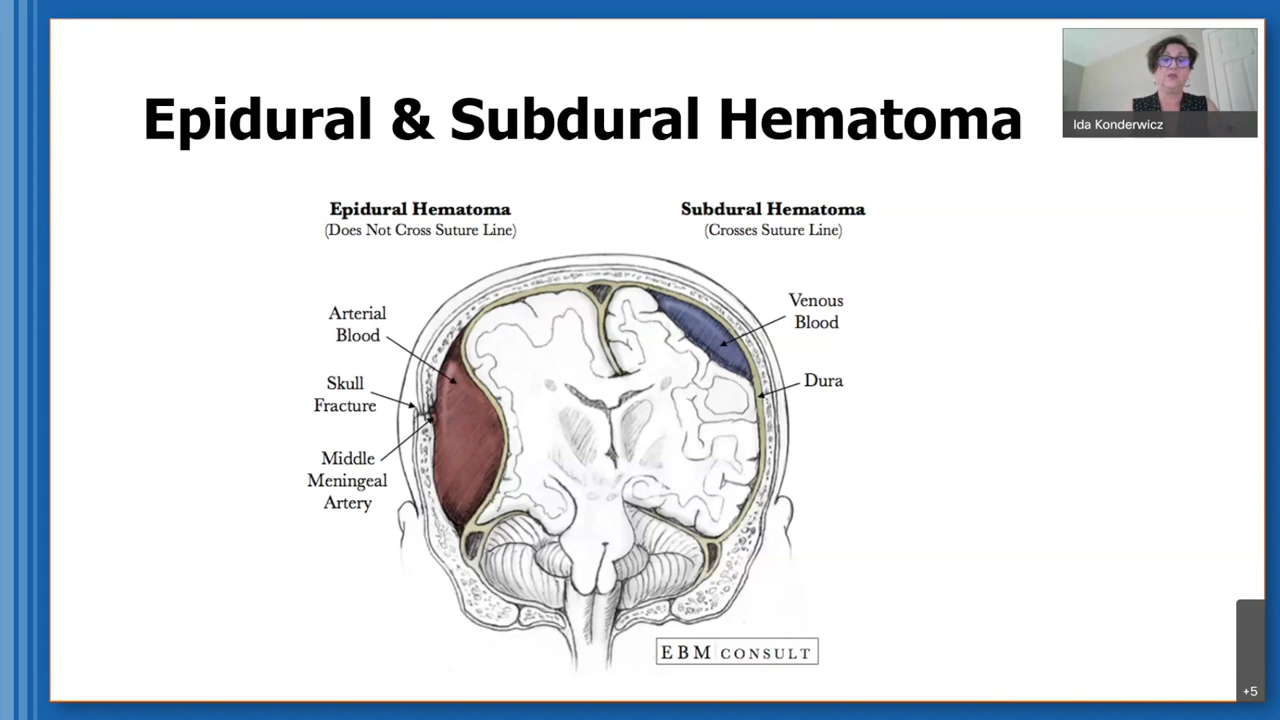 Epidural & Subdural Hematoma
Ida Konderwicz
Epidural Hematoma
(Does Not Cross Suture Line)
Subdural Hematoma
(Crosses Suture Line)
Arterial
Blood
Skull
Fracture
Middle
Meningeal
Artery
Venous
Blood
Dura
EBM CONSULT
+5